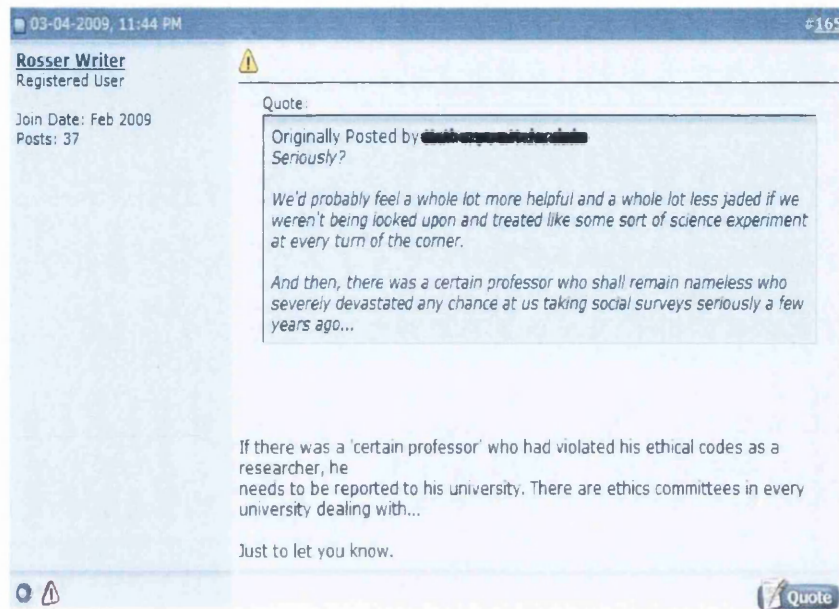 03-04-2009, 11:44 PM
#165
Rosser Writer
Registered User
Join Date: Feb 2009
Posts: 37
Quote:
Originally Posted by
Seriously?
We'd probably feel a whole lot more helpful and a whole lot less jaded if we
weren't being looked upon and treated like some sort of science experiment
at every turn of the corner.
And then, there was a certain professor who shall remain nameless who
severely devastated any chance at us taking social surveys seriously a few
years ago...
If there was a 'certain professor' who had violated his ethical codes as a
researcher, he
needs to be reported to his university. There are ethics committees in every
university dealing with...
Just to let you know.
Quote